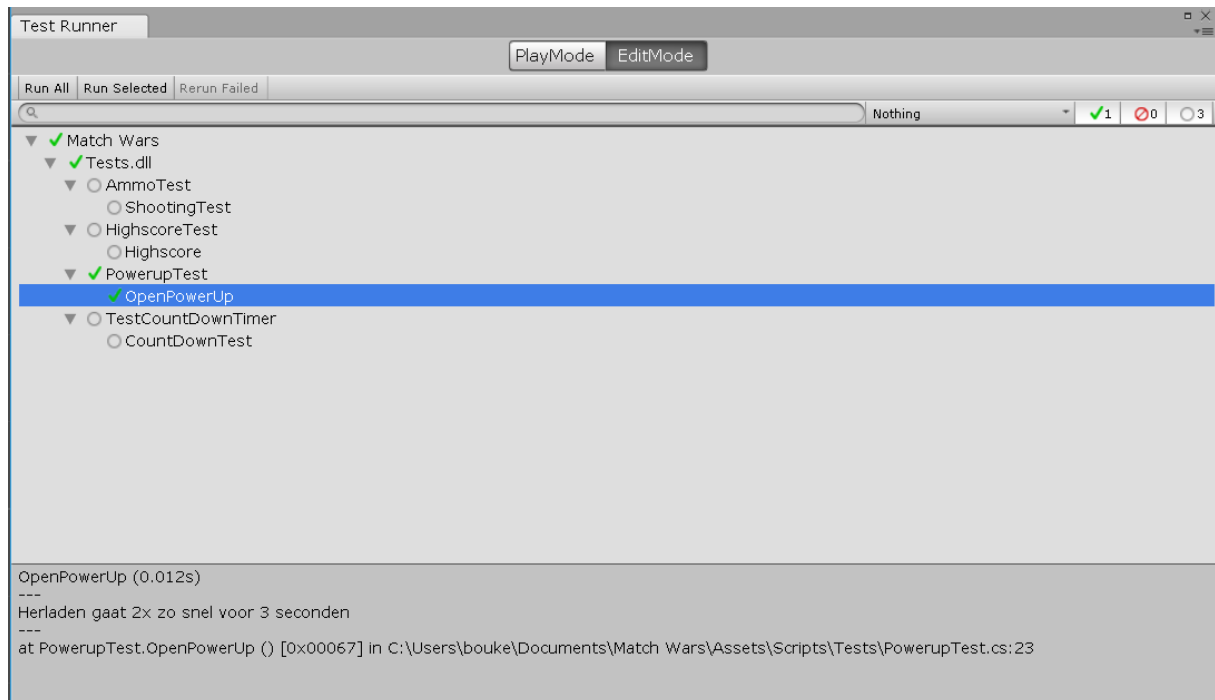 Test Runner
PlayMode EditMode
Run All Run Selected Rerun Failed
Nothing 1 0 3
Match Wars
Tests.dll
AmmoTest
ShootingTest
HighscoreTest
Highscore
PowerupTest
OpenPowerUp
TestCountDownTimer
CountDownTest
OpenPowerUp (0.012s)
---
Herladen gaat 2x zo snel voor 3 seconden
---
at PowerupTest.OpenPowerUp () [0x00067] in C:\Users\bouke\Documents\Match Wars\Assets\Scripts\Tests\PowerupTest.cs:23